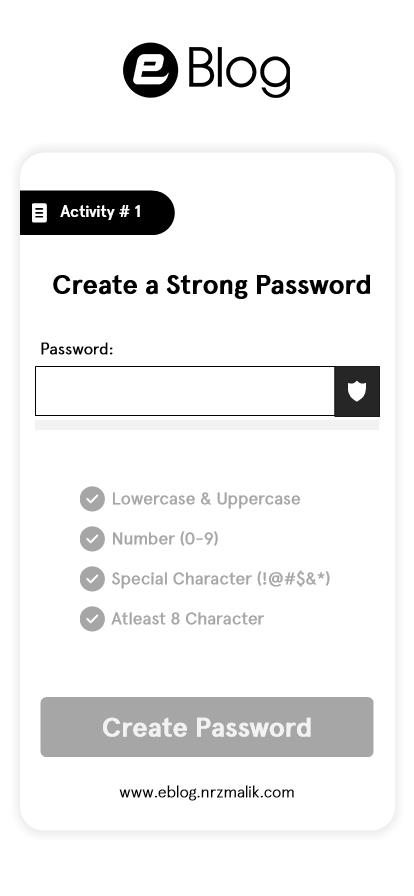 e Blog
Activity # 1
Create a Strong Password
Password:
Lowercase & Uppercase
Number (0-9)
Special Character (!@#$&*)
Atleast 8 Character
Create Password
www.eblog.nrzmalik.com